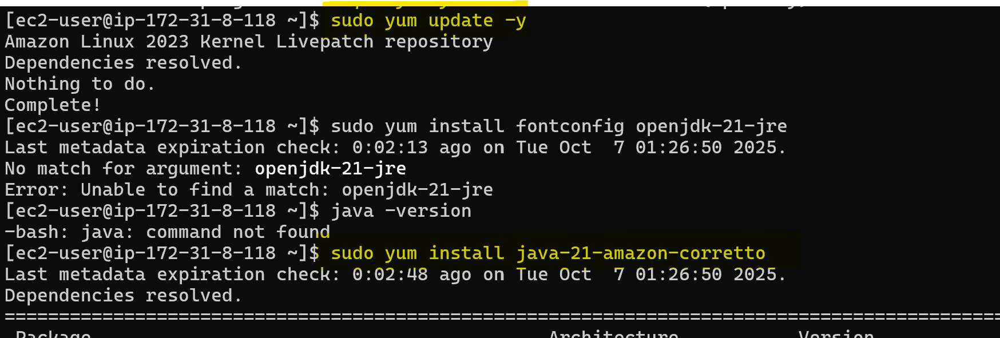 [ec2-user@ip-172-31-8-118 ~]$ sudo yum update -y
Amazon Linux 2023 Kernel Livepatch repository
Dependencies resolved.
Nothing to do.
Complete!
[ec2-user@ip-172-31-8-118 ~]$ sudo yum install fontconfig openjdk-21-jre
Last metadata expiration check: 0:02:13 ago on Tue Oct  7 01:26:50 2025.
No match for argument: openjdk-21-jre
Error: Unable to find a match: openjdk-21-jre
[ec2-user@ip-172-31-8-118 ~]$ java -version
-bash: java: command not found
[ec2-user@ip-172-31-8-118 ~]$ sudo yum install java-21-amazon-corretto
Last metadata expiration check: 0:02:48 ago on Tue Oct  7 01:26:50 2025.
Dependencies resolved.
================================================================================
Package Architecture Version